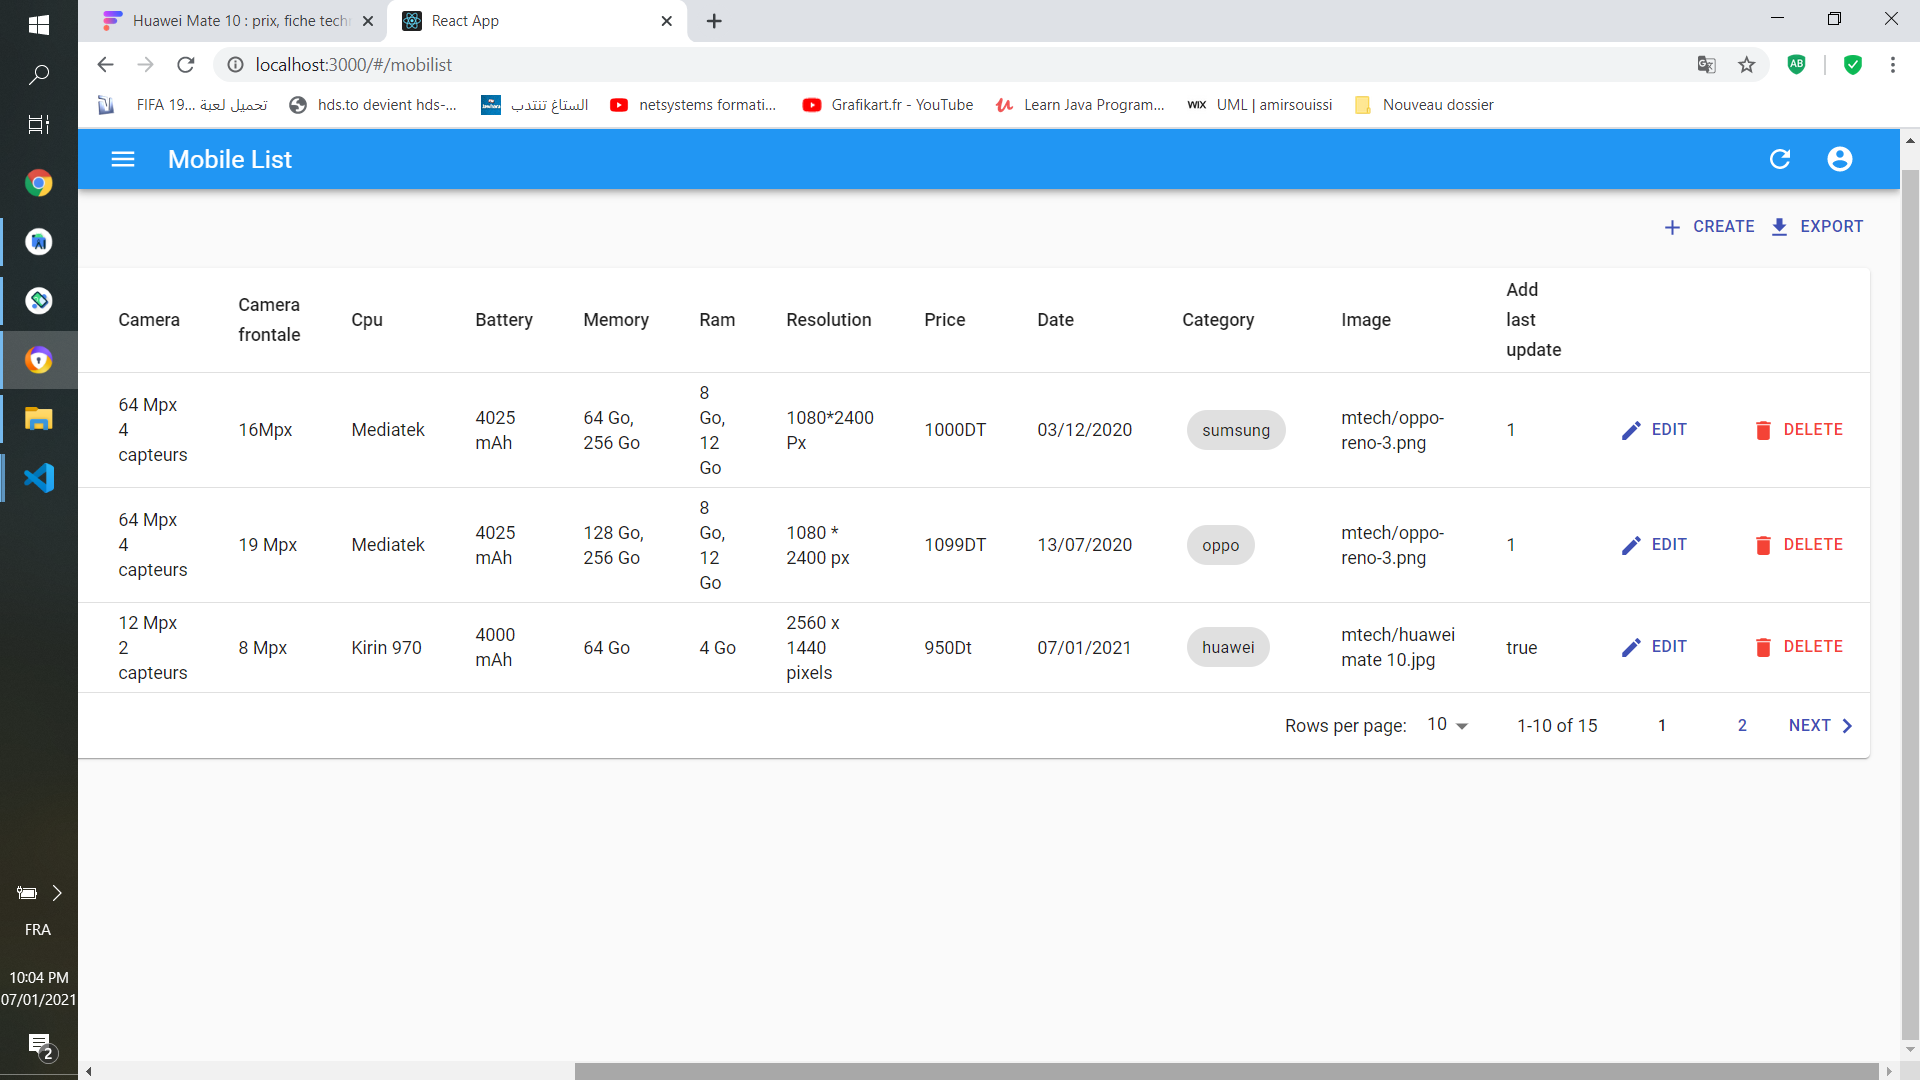 Huawei Mate 10 : prix, fiche techn
React App
localhost:3000/#/mobilist
FIFA 19... تحميل لعبة
hds.to devient hds-...
الستاغ تنتدب
netsystems formati...
Grafikart.fr - YouTube
Learn Java Program...
WIX UML | amirsouissi
Nouveau dossier
Mobile List
CREATE
EXPORT
Camera
Camera
frontale
Cpu
Battery
Memory
Ram
Resolution
Price
Date
Category
Image
Add
last
update
64 Mpx
4
capteurs
16Mpx
Mediatek
4025
mAh
64 Go,
256 Go
8
Go,
12
Go
1080*2400
Px
1000DT
03/12/2020
sumsung
mtech/oppo-
reno-3.png
1
EDIT
DELETE
64 Mpx
4
capteurs
19 Mpx
Mediatek
4025
mAh
128 Go,
256 Go
8
Go,
12
Go
1080 *
2400 px
1099DT
13/07/2020
oppo
mtech/oppo-
reno-3.png
1
EDIT
DELETE
12 Mpx
2
capteurs
8 Mpx
Kirin 970
4000
mAh
64 Go
4 Go
2560 x
1440
pixels
950Dt
07/01/2021
huawei
mtech/huawei
mate 10.jpg
true
EDIT
DELETE
Rows per page: 10
1-10 of 15
1
2
NEXT
FRA
10:04 PM
07/01/2021
2